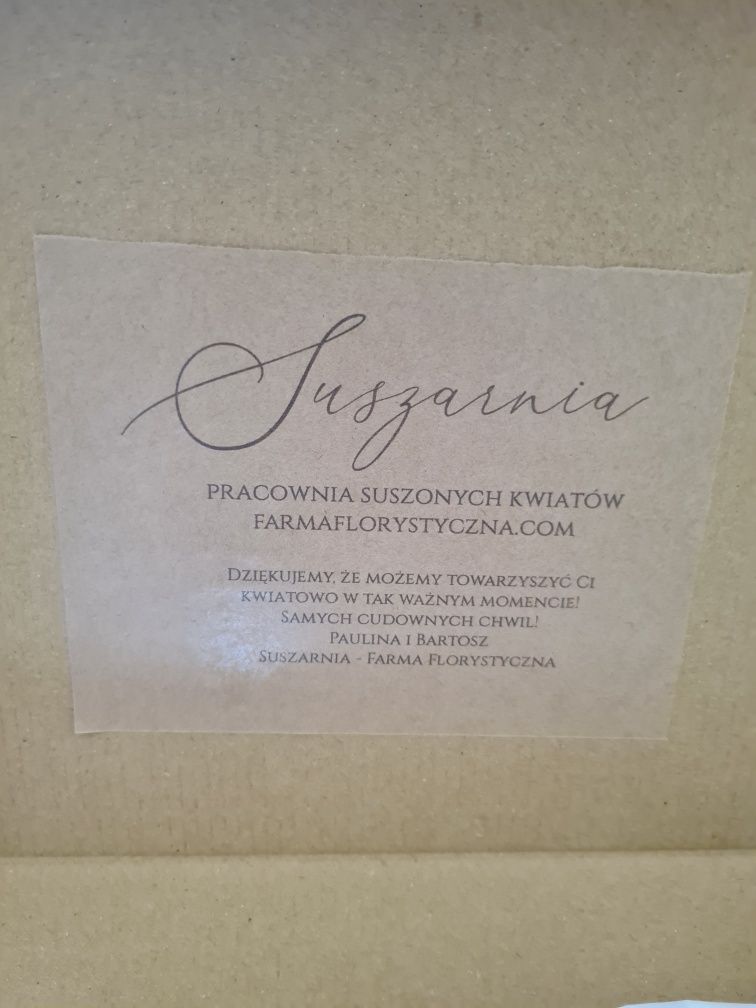 Suszarnia
PRACOWNIA SUSZONYCH KWIATÓW
FARMAFLORYSTYCZNA.COM
DZIĘKUJEMY, ŻE MOŻEMY TOWARZYSZYĆ CI
KWIATOWO W TAK WAŻNYM MOMENCIE!
SAMYCH CUDOWNYCH CHWIL!
PAULINA I BARTOSZ
SUSZARNIA - FARMA FLORYSTYCZNA